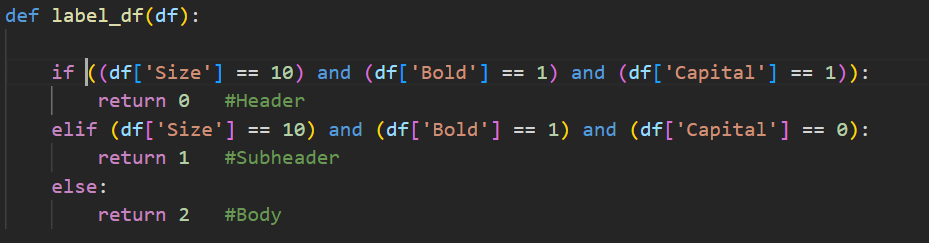 def label_df(df):
if ((df['Size'] == 10) and (df['Bold'] == 1) and (df['Capital'] == 1)):
return 0   #Header
elif (df['Size'] == 10) and (df['Bold'] == 1) and (df['Capital'] == 0):
return 1   #Subheader
else:
return 2   #Body